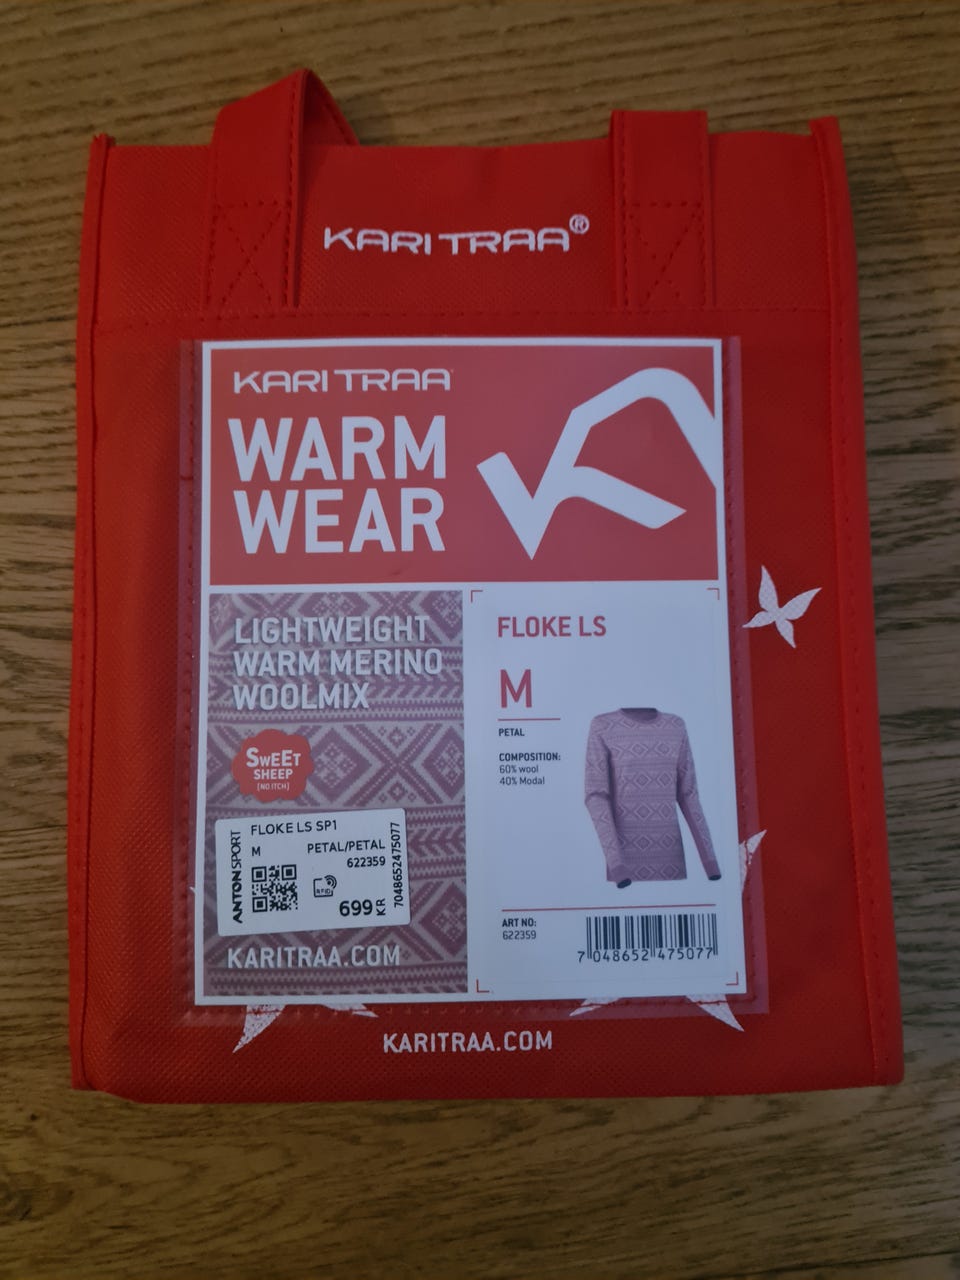 KARI TRAA®
KARI TRAA
WARM
WEAR
LIGHTWEIGHT
WARM MERINO
WOOLMIX
SWEET
SHEEP
[NO ITCH]
ANTON SPORT
FLOKE LS SP1
M
PETAL/PETAL
622359
RFID
699 KR
7048652475077
KARITRAA.COM
FLOKE LS
M
PETAL
COMPOSITION:
60% wool
40% Modal
ART NO:
622359
7 048652 475077
KARITRAA.COM